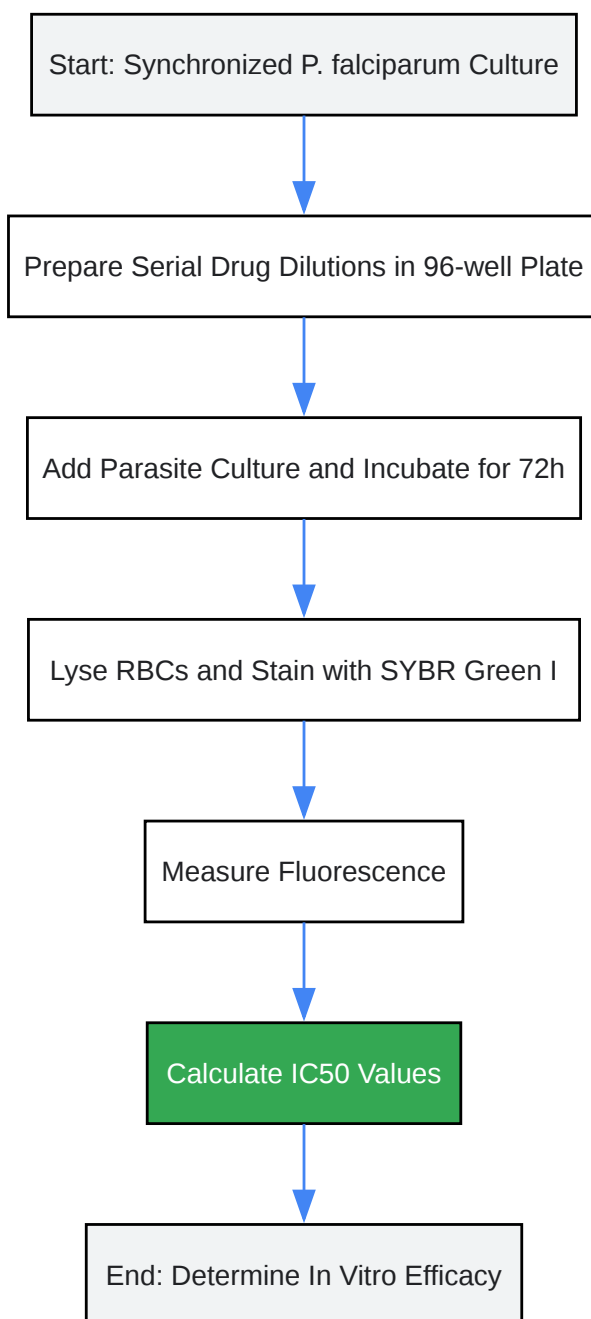 Start: Synchronized P. falciparum Culture
Prepare Serial Drug Dilutions in 96-well Plate
Add Parasite Culture and Incubate for 72h
Lyse RBCs and Stain with SYBR Green I
Measure Fluorescence
Calculate IC50 Values
End: Determine In Vitro Efficacy